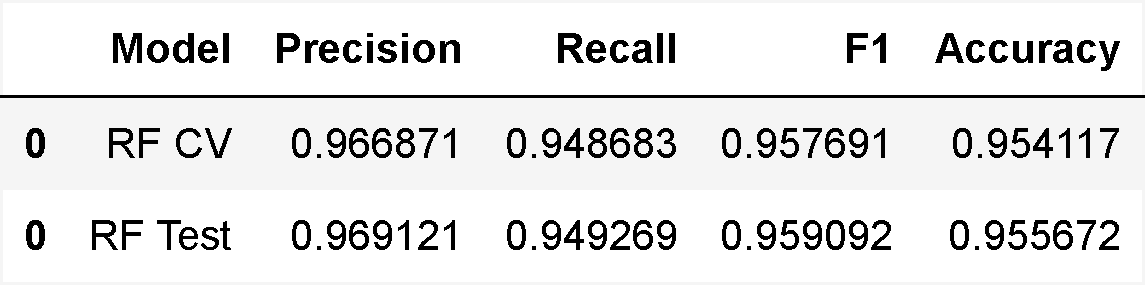 Model Precision Recall F1 Accuracy
0 RF CV 0.966871 0.948683 0.957691 0.954117
0 RF Test 0.969121 0.949269 0.959092 0.955672